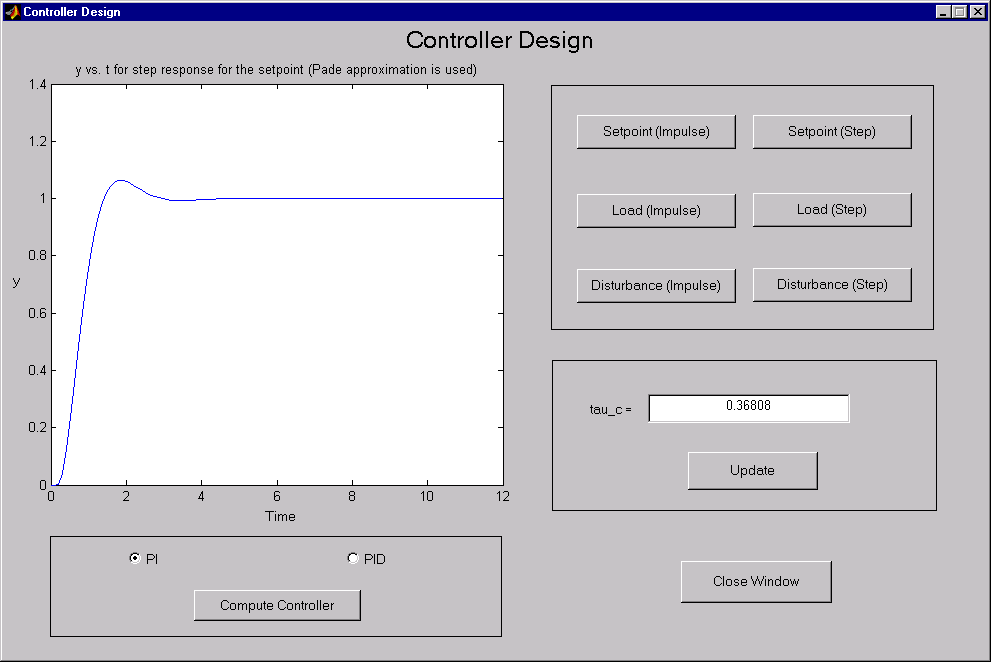 Controller Design
Controller Design
y vs. t for step response for the setpoint (Pade approximation is used)
1.4
1.2
1
0.8
y
0.6
0.4
0.2
0
0 2 4 6 8 10 12
Time
Setpoint (Impulse) Setpoint (Step)
Load (Impulse) Load (Step)
Disturbance (Impulse) Disturbance (Step)
tau_c = 0.36808
Update
PI PID
Compute Controller
Close Window